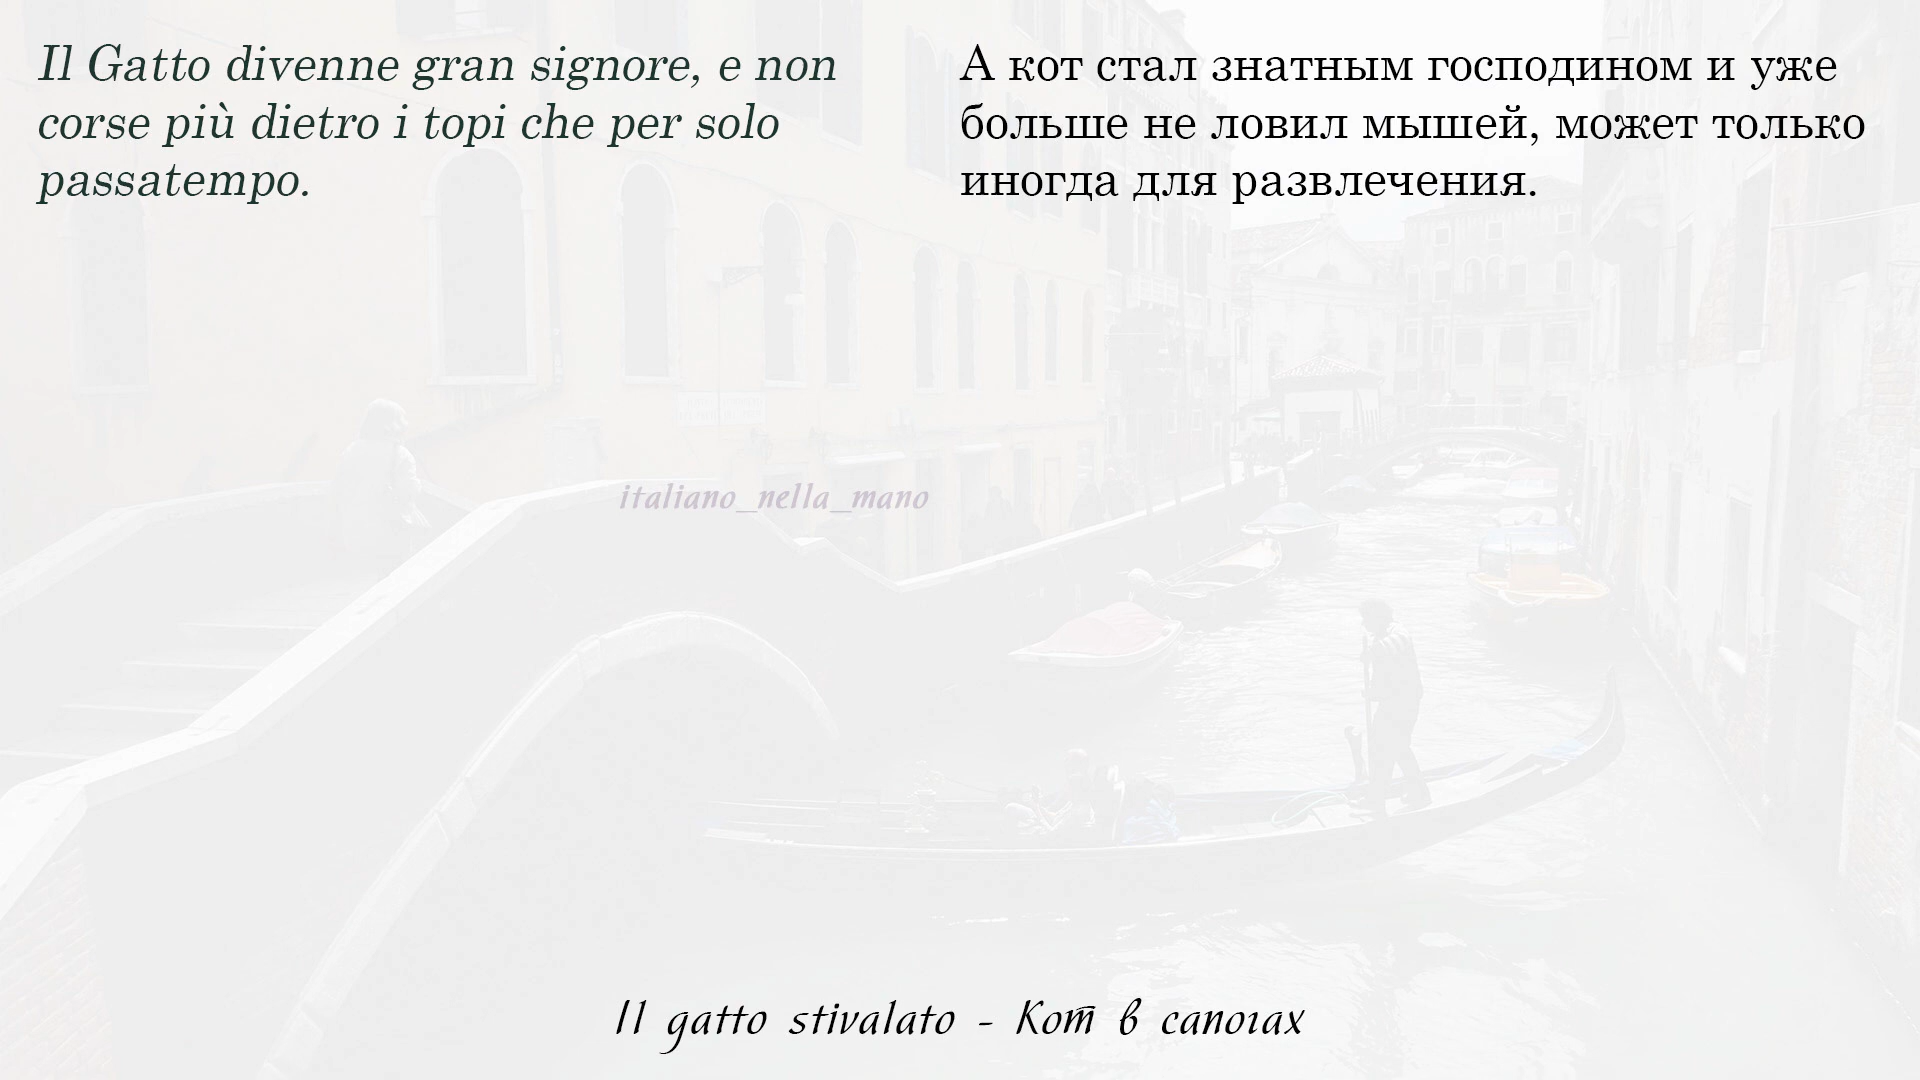 Il Gatto divenne gran signore, e non
corse più dietro i topi che per solo
passatempo.
А кот стал знатным господином и уже
больше не ловил мышей, может только
иногда для развлечения.
italiano_nella_mano
Il gatto stivalato - Кот в сапогах